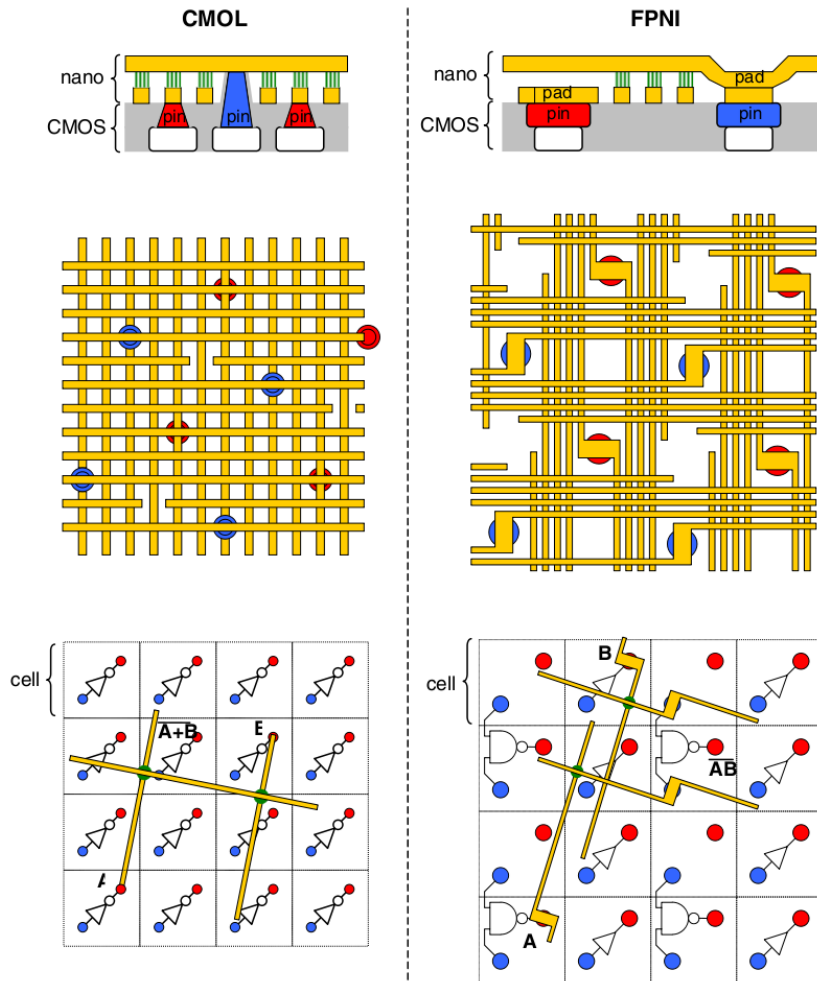 CMOL
nano
CMOS
pin
pin
pin
cell
A+B
FPNI
nano
CMOS
pad
pad
pin
pin
cell
B
AB
A